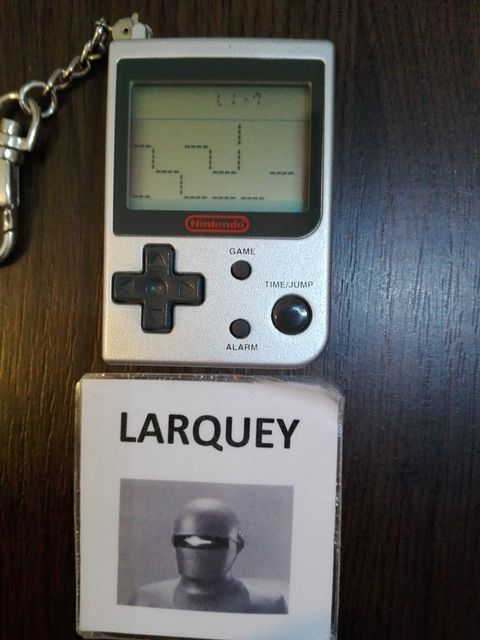 Nintendo
GAME
TIME/JUMP
ALARM
LARQUEY